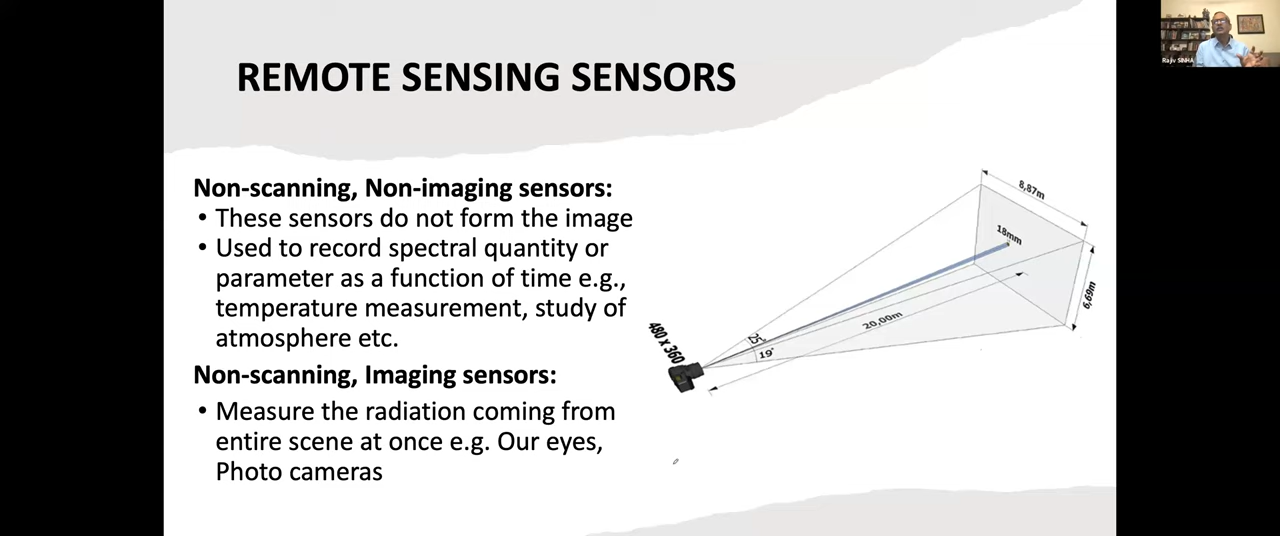 REMOTE SENSING SENSORS
Rajiv SINHA
Non-scanning, Non-imaging sensors:
• These sensors do not form the image
• Used to record spectral quantity or
parameter as a function of time e.g.,
temperature measurement, study of
atmosphere etc.
Non-scanning, Imaging sensors:
• Measure the radiation coming from
entire scene at once e.g. Our eyes,
Photo cameras
8,87m
18mm
6,69m
20,00m
25°
19°
480 x 360